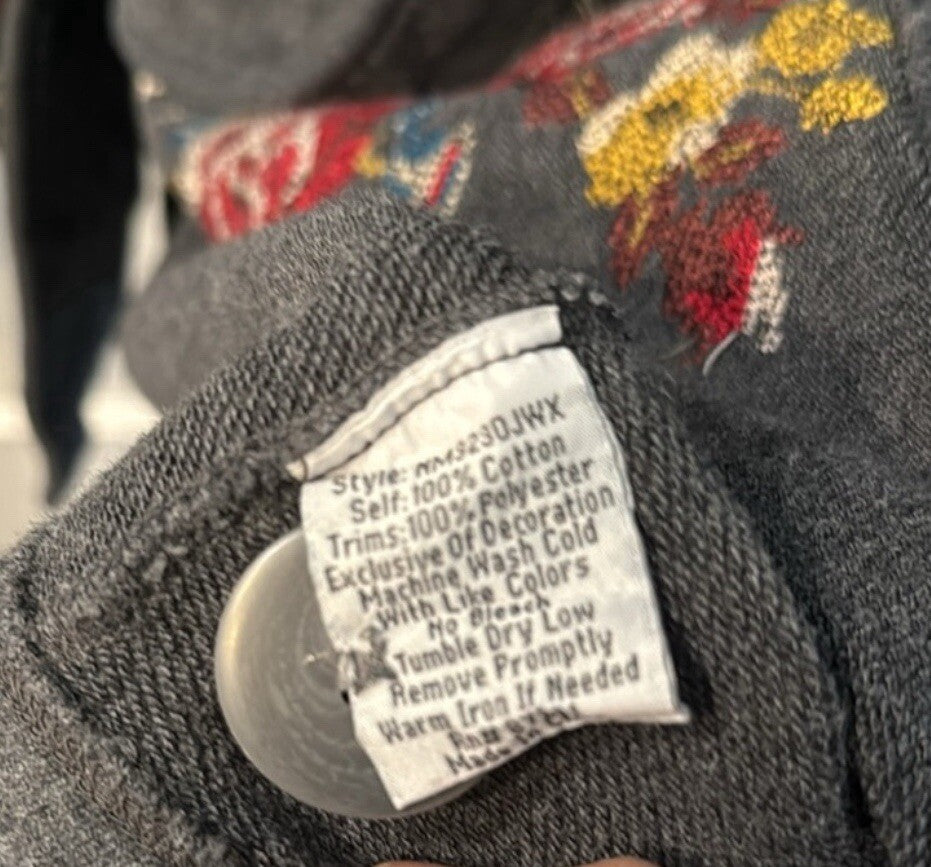 Style:
Self: 100% Cotton
Trims: 100% Polyester
Exclusive Of Decoration
Machine Wash Cold
With Like Colors
No Bleach
Tumble Dry Low
Remove Promptly
Warm Iron If Needed
Made